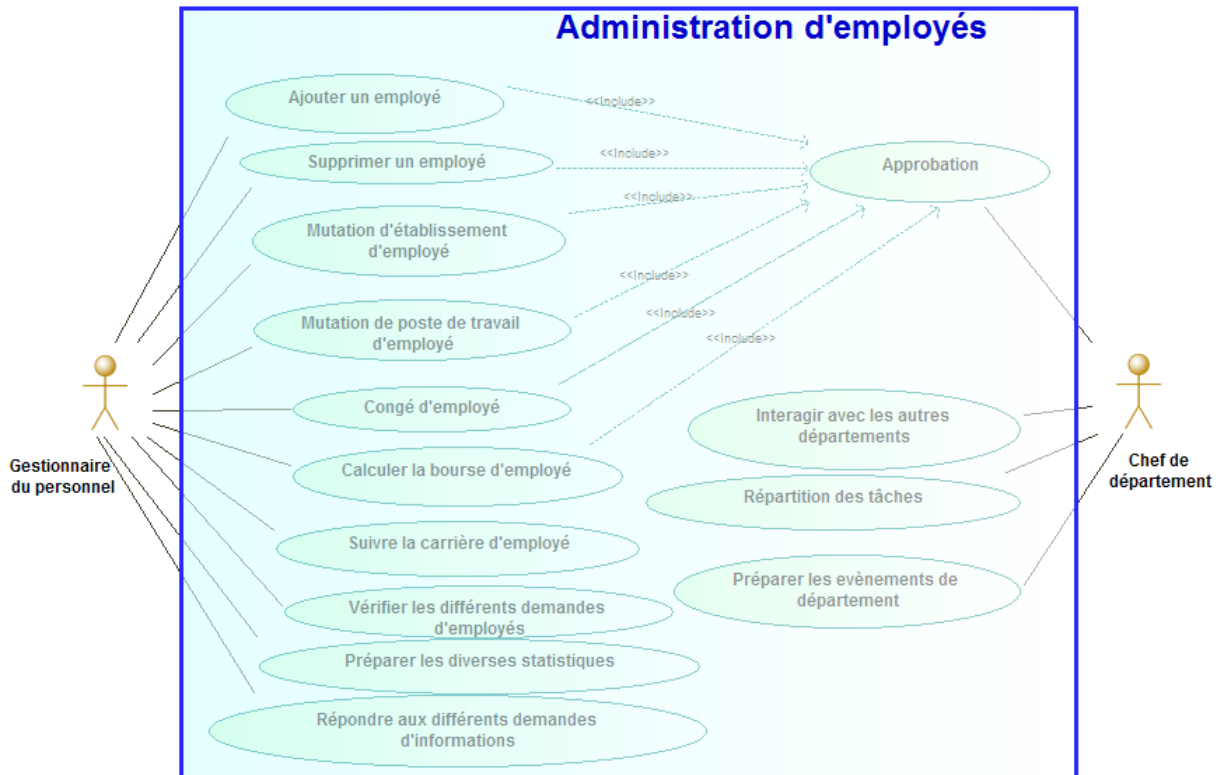 Administration d'employés
Ajouter un employé
<<Include>>
Supprimer un employé
<<Include>>
Approbation
<<Include>>
Mutation d'établissement
d'employé
<<Include>>
Mutation de poste de travail
d'employé
<<Include>>
<<Include>>
Congé d'employé
Interagir avec les autres
départements
Gestionnaire
du personnel
Calculer la bourse d'employé
Chef de
département
Répartition des tâches
Suivre la carrière d'employé
Préparer les evènements de
département
Vérifier les différents demandes
d'employés
Préparer les diverses statistiques
Répondre aux différents demandes
d'informations